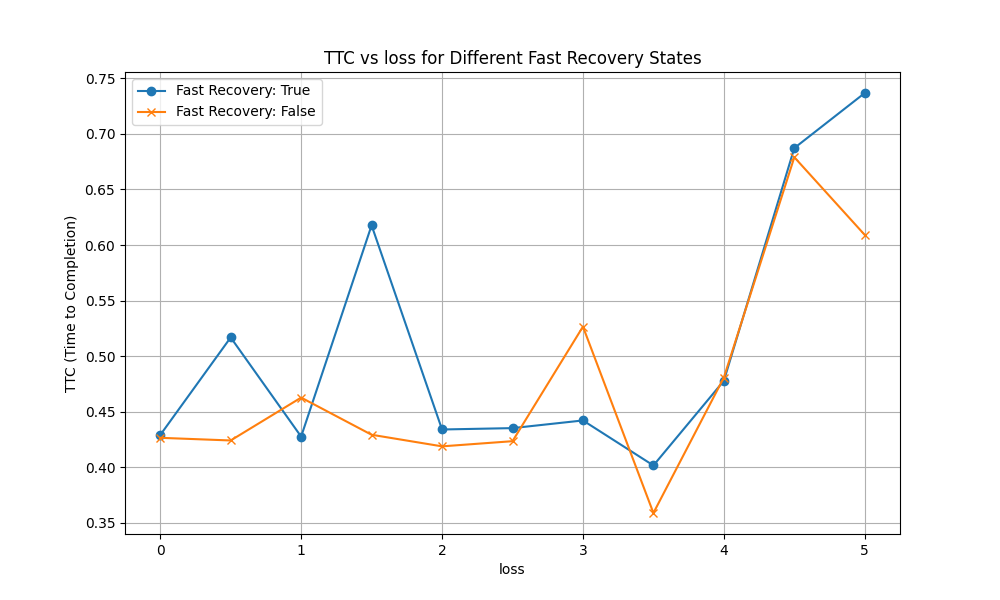 TTC vs loss for Different Fast Recovery States
Fast Recovery: True
Fast Recovery: False
TTC (Time to Completion)
0.75
0.70
0.65
0.60
0.55
0.50
0.45
0.40
0.35
0 1 2 3 4 5
loss